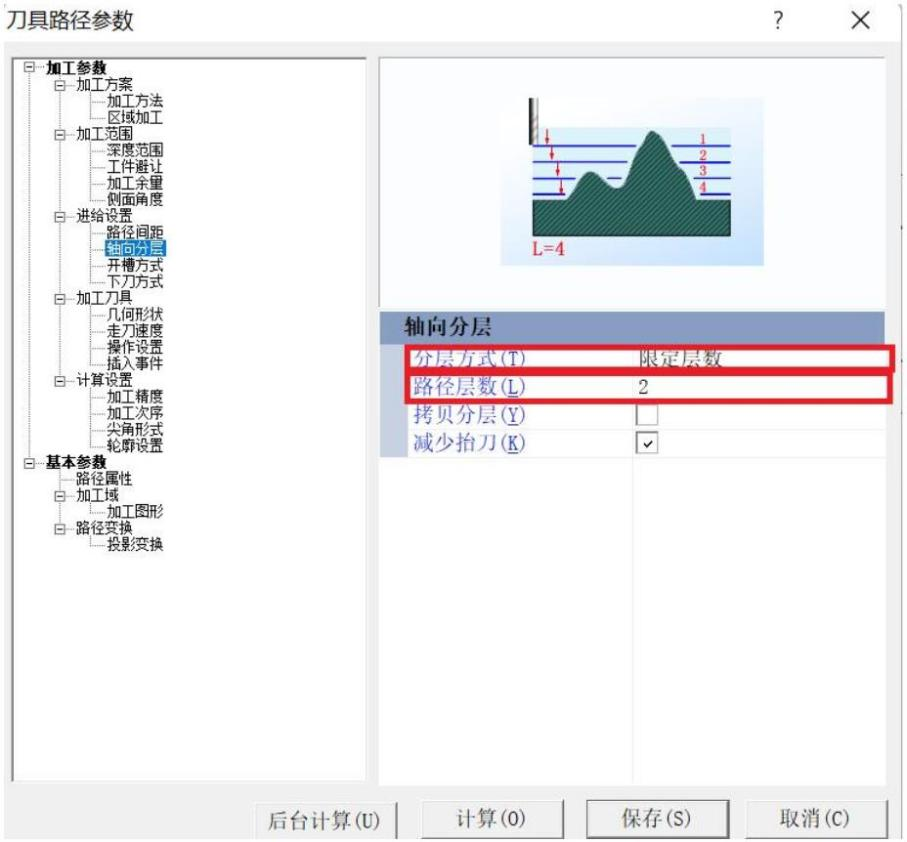 刀具路径参数
加工参数
加工方案
加工方法
区域加工
加工范围
深度范围
工件避让
加工余量
侧面角度
进给设置
路径间距
轴向分层
开槽方式
下刀方式
加工刀具
几何形状
走刀速度
操作设置
插入事件
计算设置
加工精度
加工次序
尖角形式
轮廓设置
基本参数
路径属性
加工域
加工图形
路径变换
投影变换
1
2
3
4
L=4
轴向分层
分层方式(T) 限定层数
路径层数(L) 2
拷贝分层(Y)
减少抬刀(K)
后台计算(U) 计算(O) 保存(S) 取消(C)